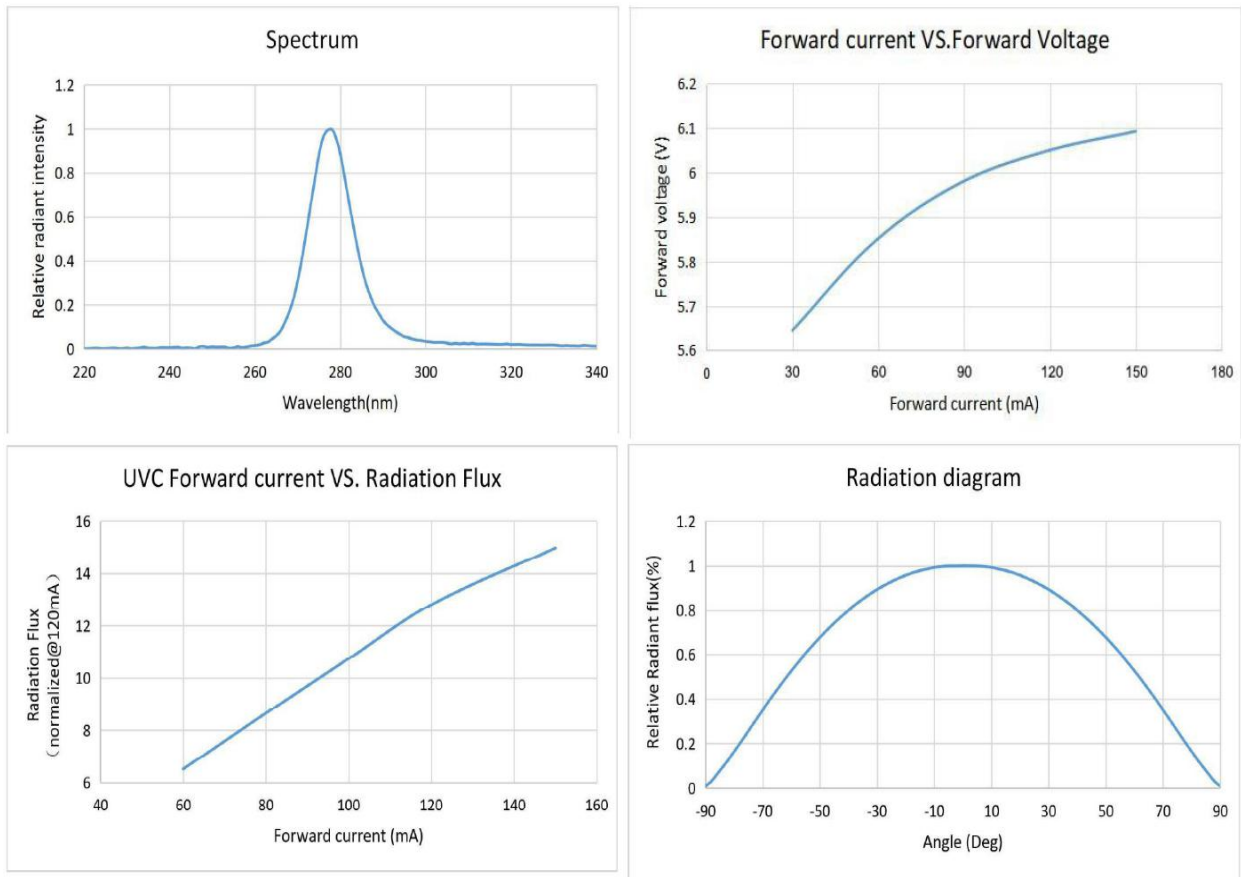 Spectrum
Relative radiant intensity
1.2
1
0.8
0.6
0.4
0.2
0
220 240 260 280 300 320 340
Wavelength(nm)
Forward current VS.Forward Voltage
Forward voltage (V)
6.2
6.1
6
5.9
5.8
5.7
5.6
0 30 60 90 120 150 180
Forward current (mA)
UVC Forward current VS. Radiation Flux
Radiation Flux
（normalized@120mA）
16
14
12
10
8
6
40 60 80 100 120 140 160
Forward current (mA)
Radiation diagram
Relative Radiant flux(%)
1.2
1
0.8
0.6
0.4
0.2
0
-90 -70 -50 -30 -10 10 30 50 70 90
Angle (Deg)